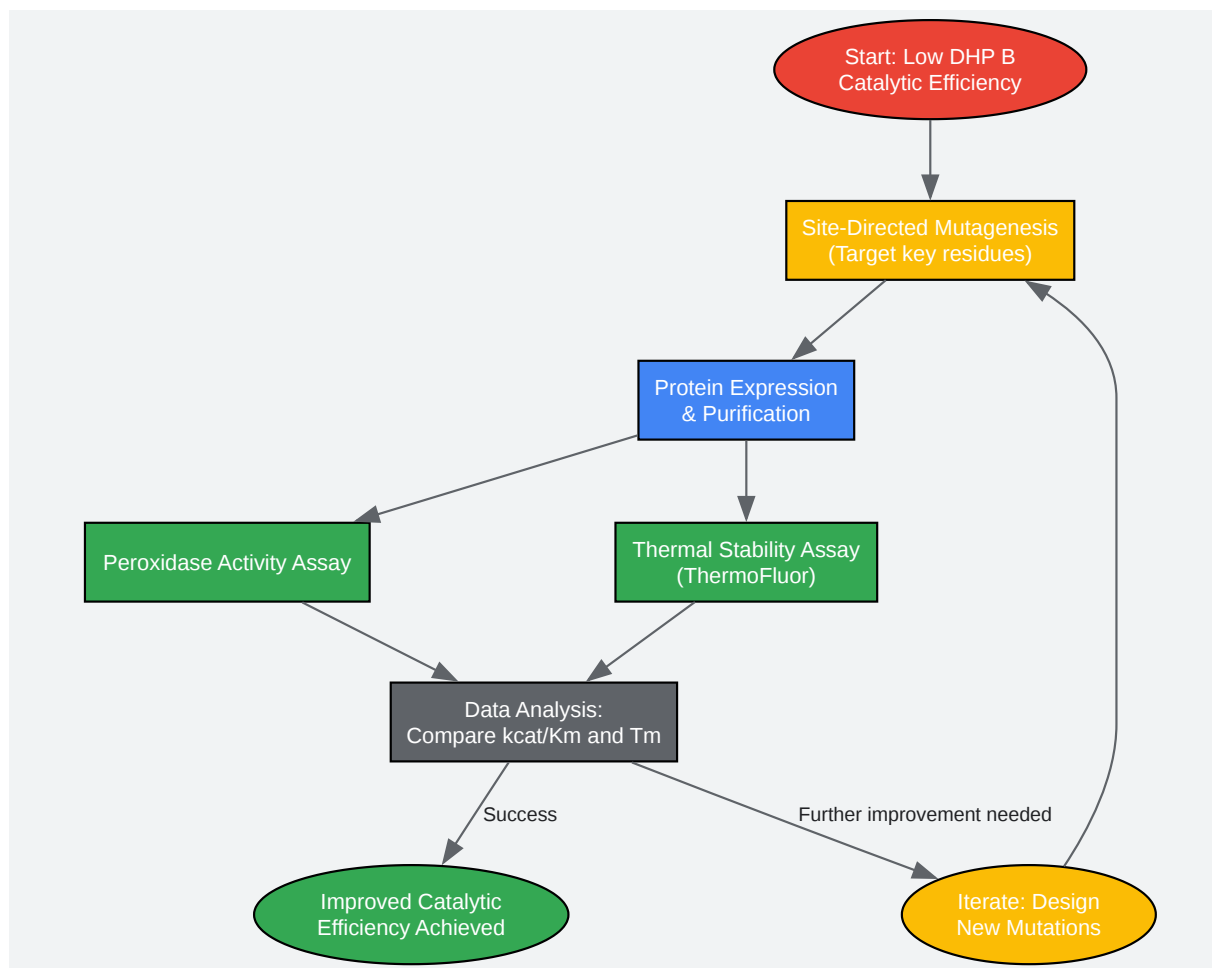 Start: Low DHP B
Catalytic Efficiency
Site-Directed Mutagenesis
(Target key residues)
Protein Expression
& Purification
Peroxidase Activity Assay
Thermal Stability Assay
(ThermoFluor)
Data Analysis:
Compare kcat/Km and Tm
Success
Further improvement needed
Improved Catalytic
Efficiency Achieved
Iterate: Design
New Mutations